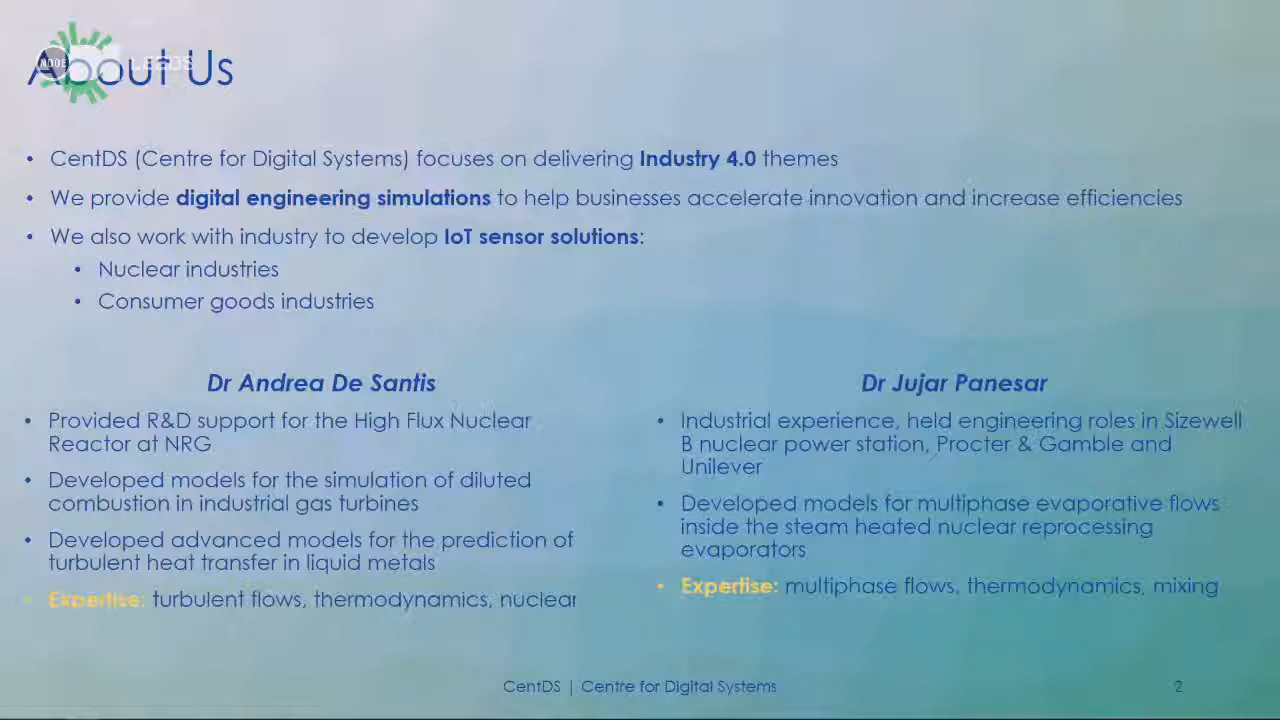 About Us
NODE
LEEDS
• CentDS (Centre for Digital Systems) focuses on delivering Industry 4.0 themes
• We provide digital engineering simulations to help businesses accelerate innovation and increase efficiencies
• We also work with industry to develop IoT sensor solutions:
• Nuclear industries
• Consumer goods industries
Dr Andrea De Santis
• Provided R&D support for the High Flux Nuclear
Reactor at NRG
• Developed models for the simulation of diluted
combustion in industrial gas turbines
• Developed advanced models for the prediction of
turbulent heat transfer in liquid metals
• Expertise: turbulent flows, thermodynamics, nuclear
Dr Jujar Panesar
• Industrial experience, held engineering roles in Sizewell
B nuclear power station, Procter & Gamble and
Unilever
• Developed models for multiphase evaporative flows
inside the steam heated nuclear reprocessing
evaporators
• Expertise: multiphase flows, thermodynamics, mixing
CentDS | Centre for Digital Systems
2